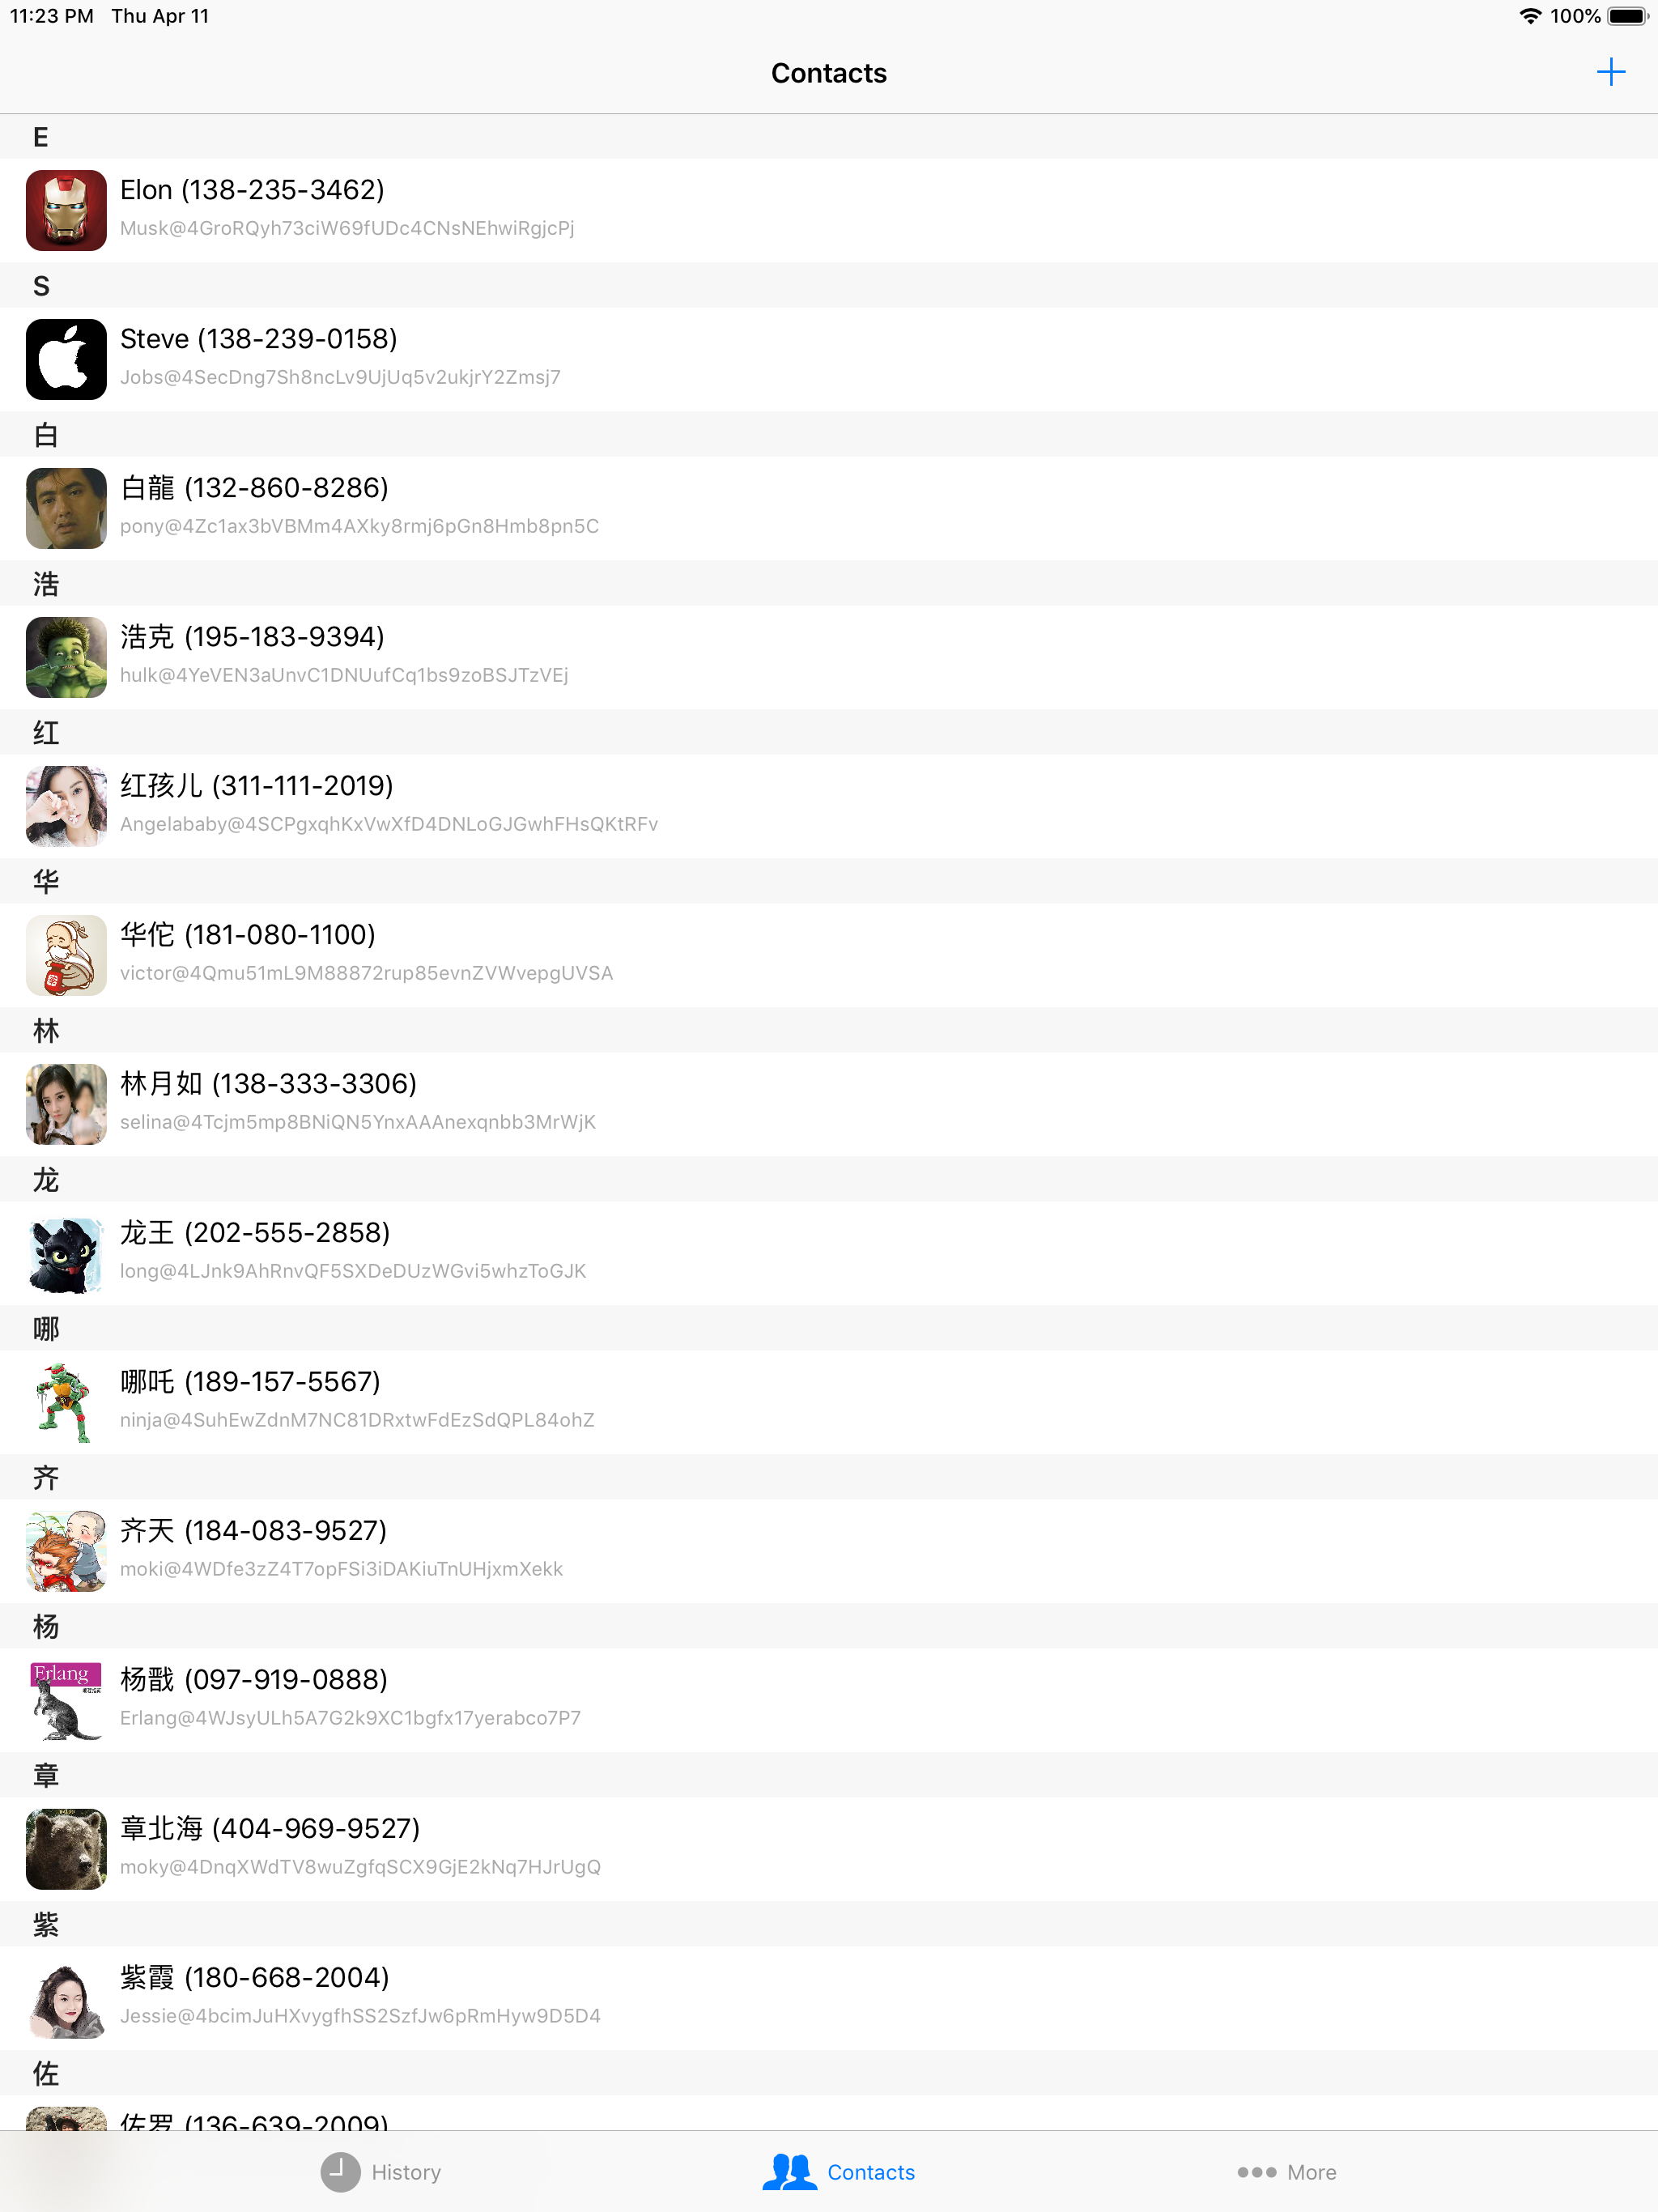 11:23 PM Thu Apr 11 100%
Contacts
E
Elon (138-235-3462)
Musk@4GroRQyh73ciW69fUDc4CNsNEhwiRgjcPj
S
Steve (138-239-0158)
Jobs@4SecDng7Sh8ncLv9UjUq5v2ukjrY2Zmsj7
白
白龍 (132-860-8286)
pony@4Zc1ax3bVBMm4AXky8rmj6pGn8Hmb8pn5C
浩
浩克 (195-183-9394)
hulk@4YeVEN3aUnvC1DNUufCq1bs9zoBSJTzVEj
红
红孩儿 (311-111-2019)
Angelababy@4SCPgxqhKxVwXfD4DNLoGJGwhFHsQKtRFv
华
华佗 (181-080-1100)
victor@4Qmu51mL9M88872rup85evnZVWvepgUVSA
林
林月如 (138-333-3306)
selina@4Tcjm5mp8BNiQN5YnxAAAnexqnbb3MrWjK
龙
龙王 (202-555-2858)
long@4LJnk9AhRnvQF5SXDeDUzWGvi5whzToGJK
哪
哪吒 (189-157-5567)
ninja@4SuhEwZdnM7NC81DRxtwFdEzSdQPL84ohZ
齐
齐天 (184-083-9527)
moki@4WDfe3zZ4T7opFSi3iDAKiuTnUHjxmXekk
杨
Erlang
杨戬 (097-919-0888)
Erlang@4WJsyULh5A7G2k9XC1bgfx17yerabco7P7
章
章北海 (404-969-9527)
moky@4DnqXWdTV8wuZgfqSCX9GjE2kNq7HJrUgQ
紫
紫霞 (180-668-2004)
Jessie@4bcimJuHXvygfhSS2SzfJw6pRmHyw9D5D4
佐
佐罗 (136-639-2009)
History Contacts More